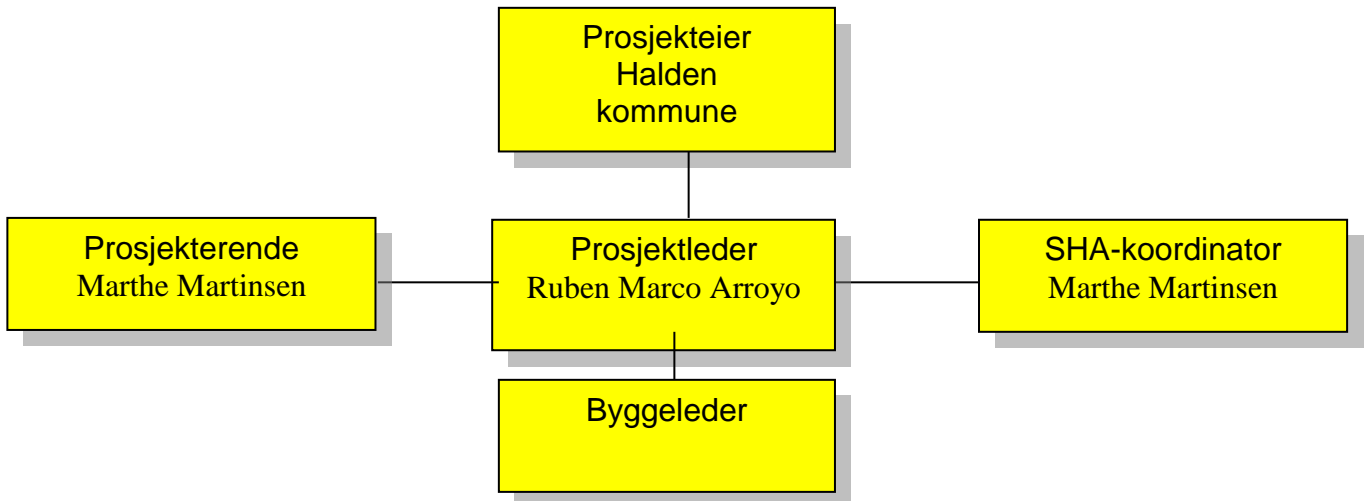 Prosjekteier
Halden
kommune
Prosjekterende
Marthe Martinsen
Prosjektleder
Ruben Marco Arroyo
SHA-koordinator
Marthe Martinsen
Byggeleder